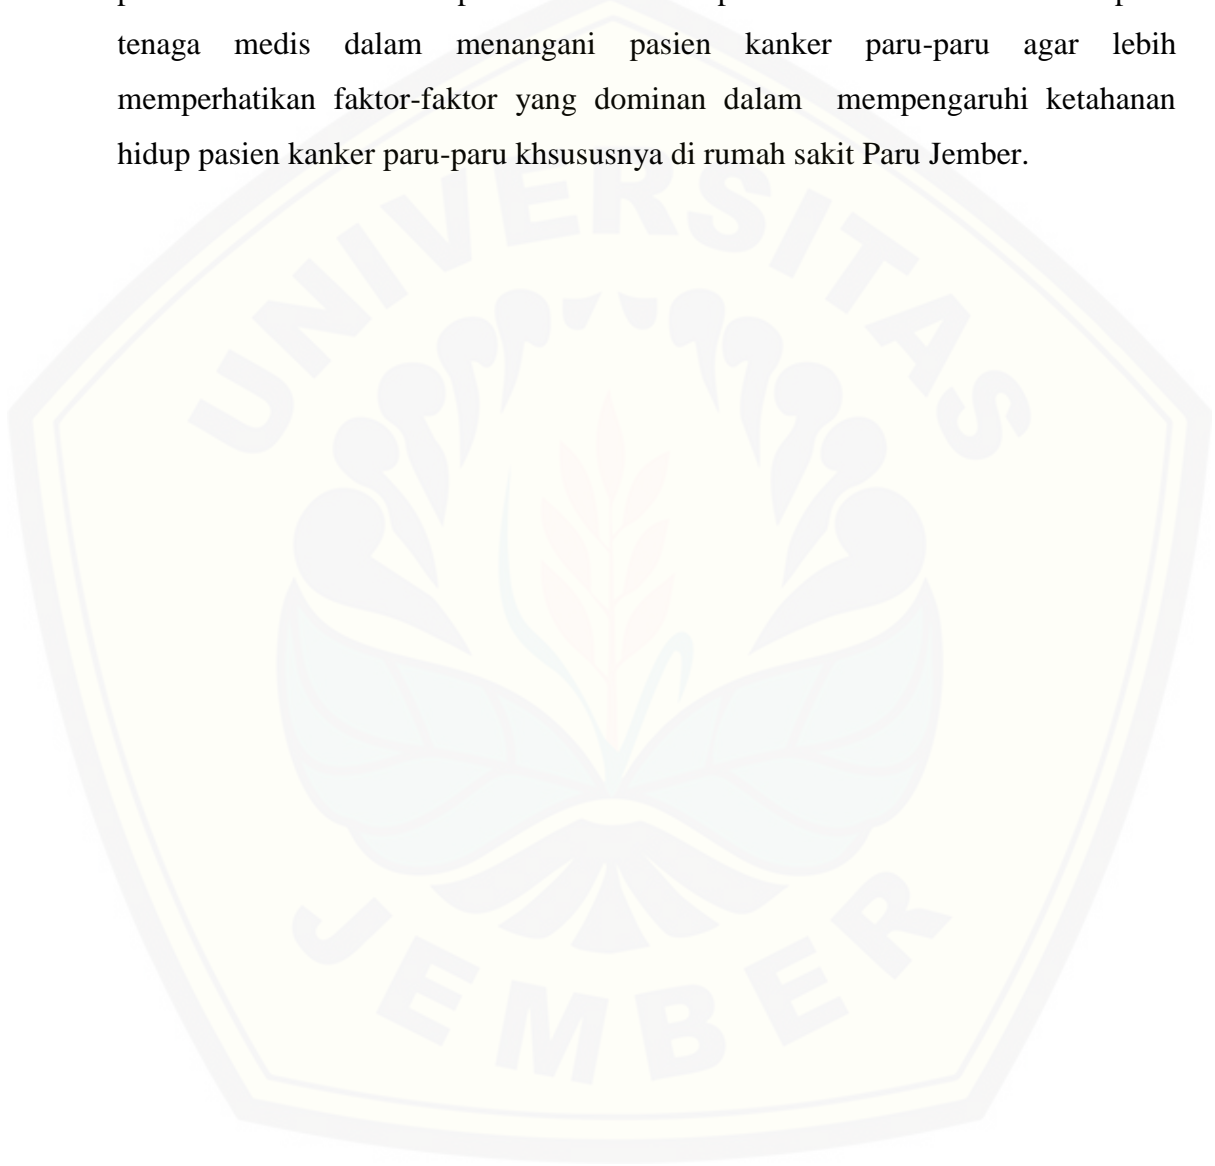 tenaga medis dalam menangani pasien kanker paru-paru agar lebih
memperhatikan faktor-faktor yang dominan dalam mempengaruhi ketahanan
hidup pasien kanker paru-paru khsususnya di rumah sakit Paru Jember.
UNIVERSITAS
JEMBER